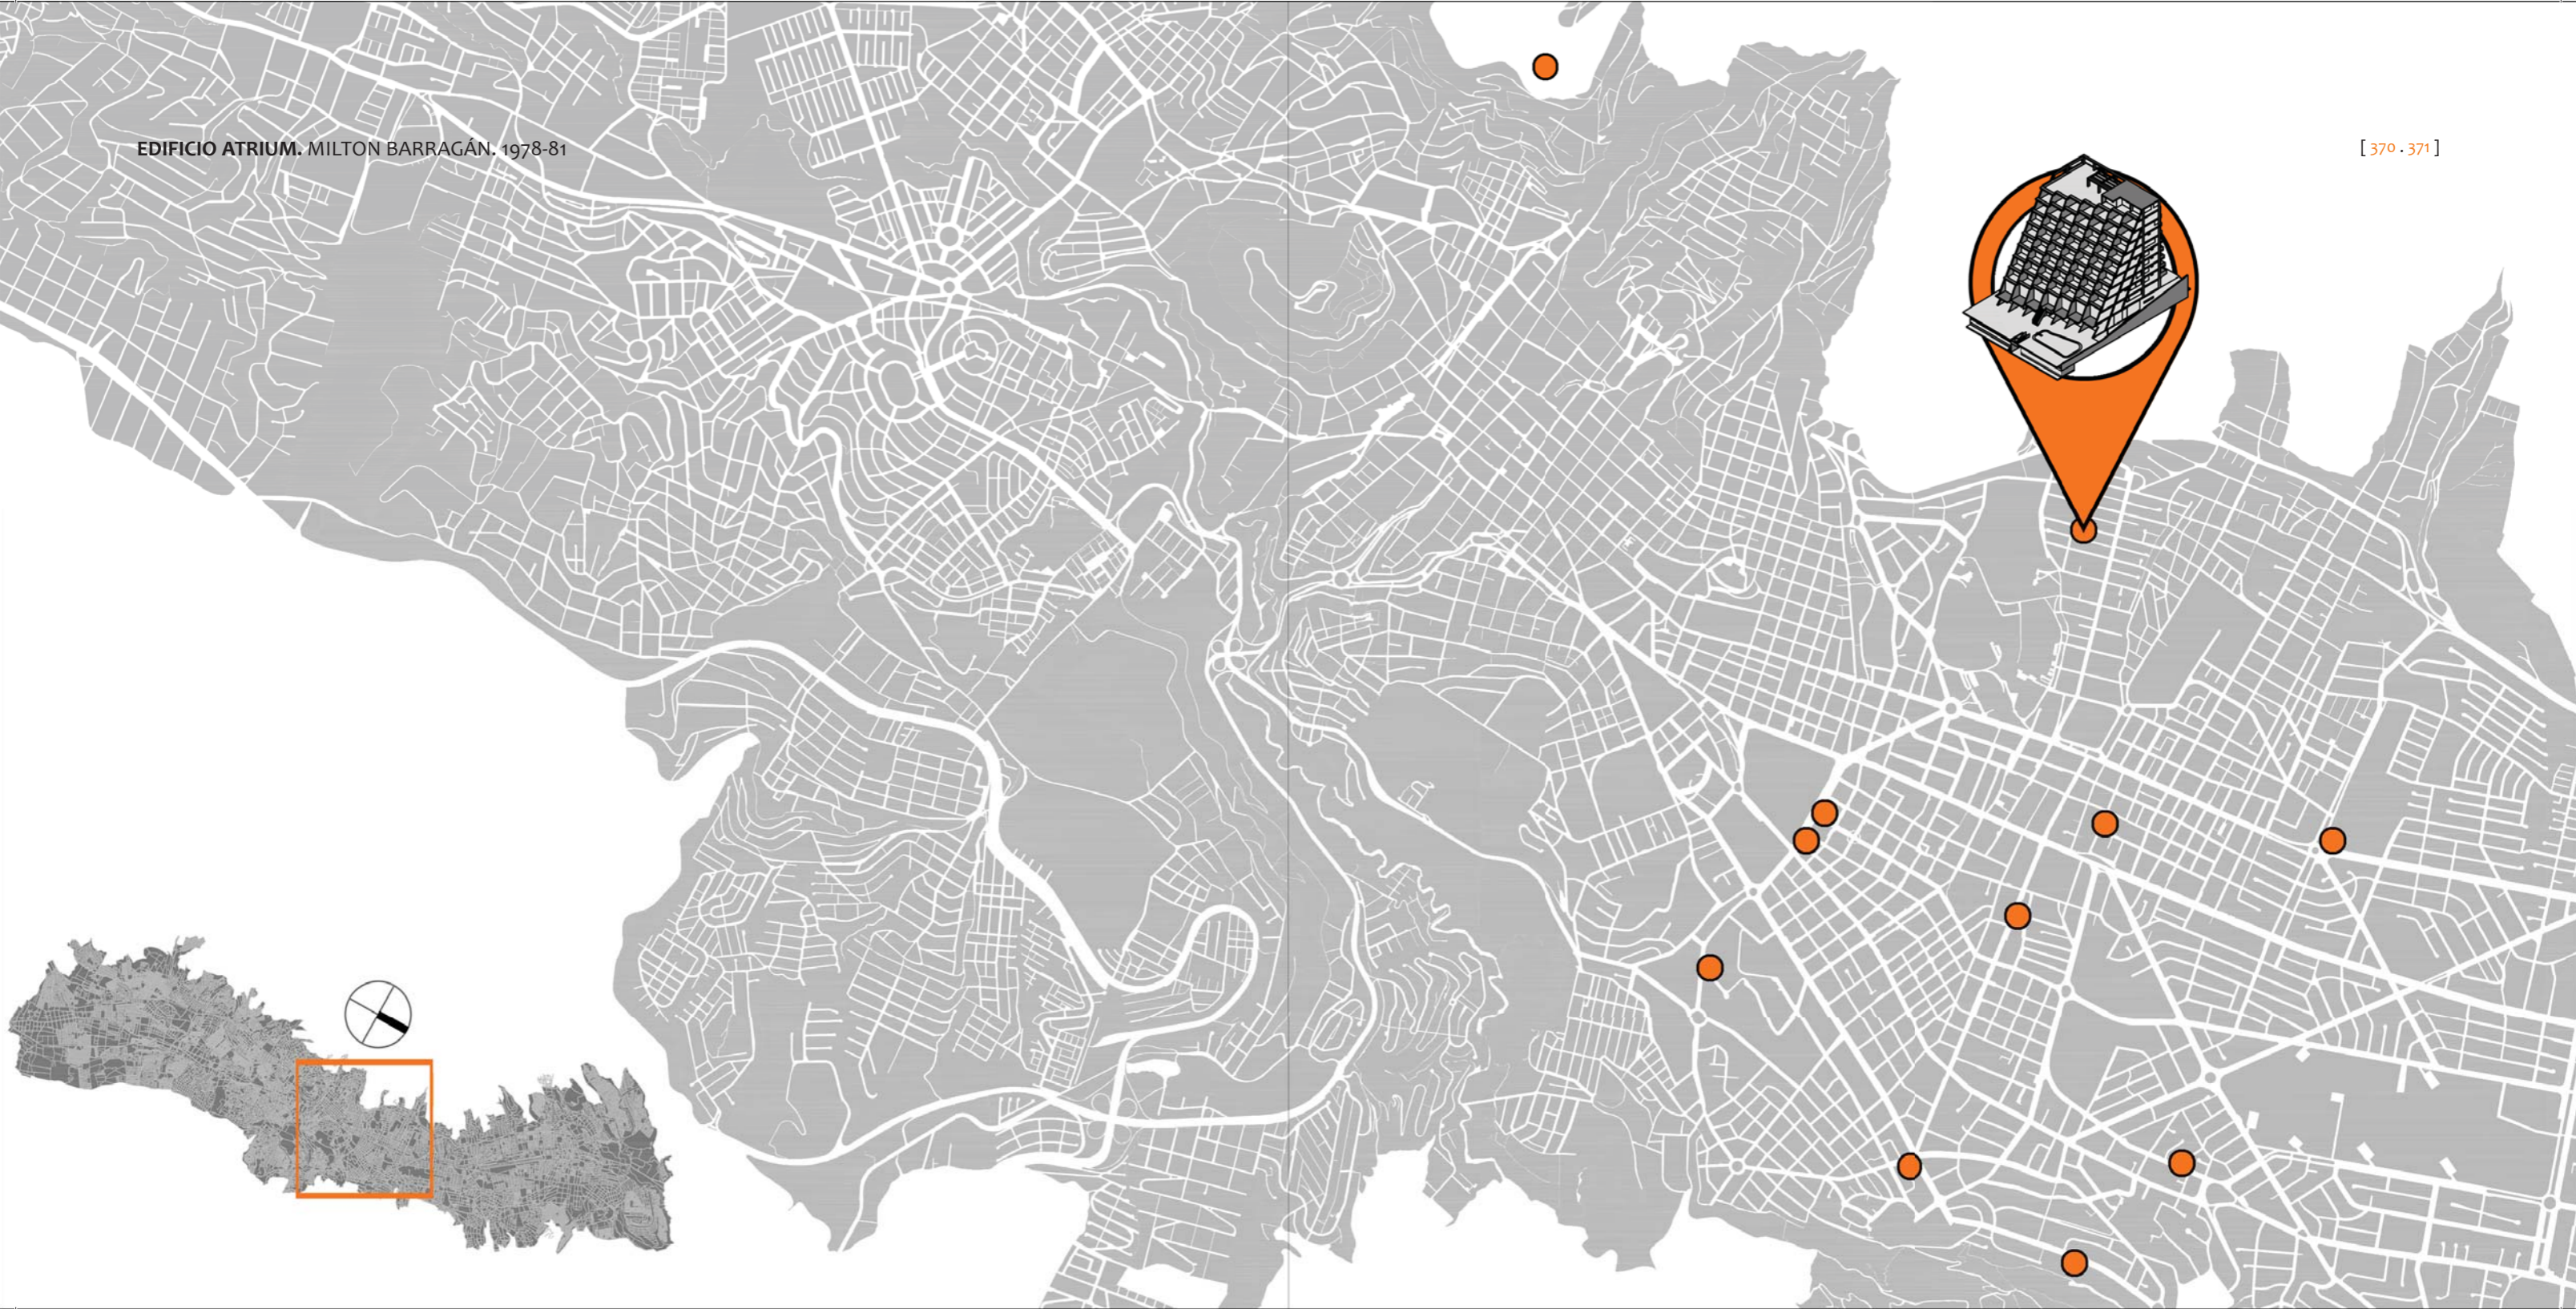 EDIFICIO ATRIUM. MILTON BARRAGÁN. 1978-81
[ 370 . 371 ]